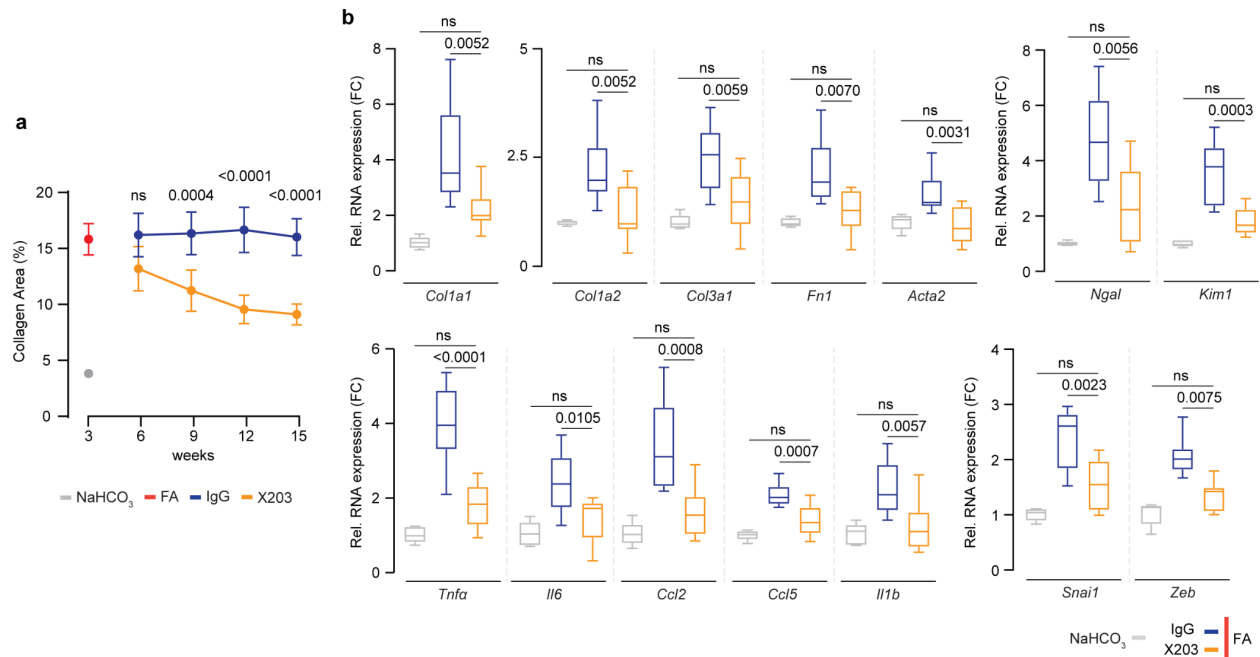 a
<0.0001
ns 0.0004 <0.0001
20
15
10
5
0
Collagen Area (%)
3 6 9 12 15
weeks
NaHCO3 FA IgG X203
b
Rel. RNA expression (FC)
8
6
4
2
0
ns
0.0052
Col1a1
5
2.5
0
ns ns ns ns
0.0052 0.0059 0.0070 0.0031
Col1a2 Col3a1 Fn1 Acta2
Rel. RNA expression (FC)
8
6
4
2
0
ns ns
0.0056 0.0003
Ngal Kim1
Rel. RNA expression (FC)
6
4
2
0
ns ns ns ns ns
<0.0001 0.0105 0.0008 0.0007 0.0057
Tnfα Il6 Ccl2 Ccl5 Il1b
Rel. RNA expression (FC)
4
3
2
1
0
ns ns
0.0023 0.0075
Snai1 Zeb
NaHCO3 IgG FA
X203